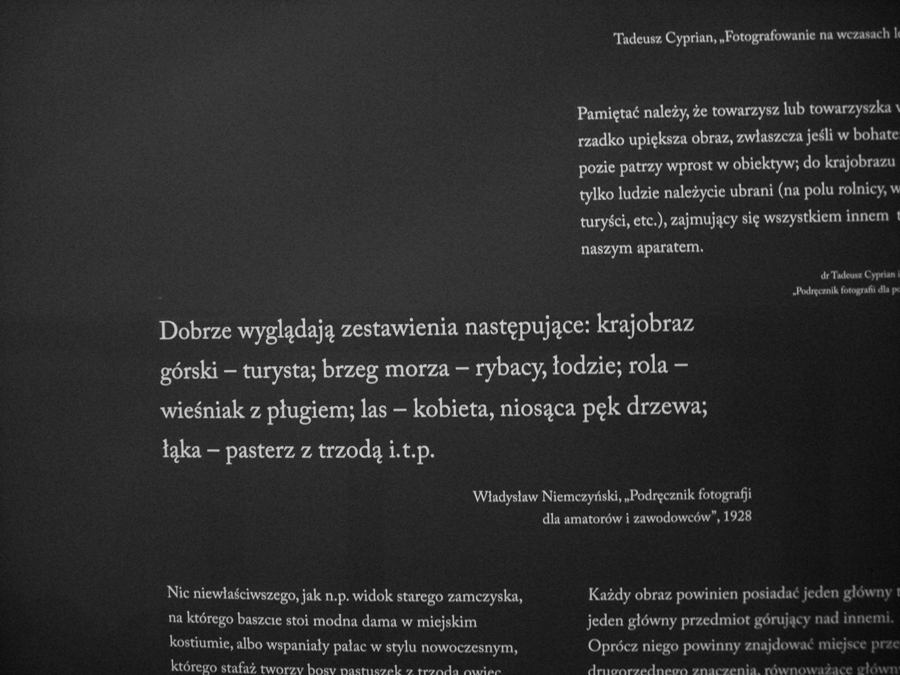 Tadeusz Cyprian, „Fotografowanie na wczasach
Pamiętać należy, że towarzysz lub towarzyszka
rzadko upiększa obraz, zwłaszcza jeśli w
pozie patrzy wprost w obiektyw; do krajobrazu
tylko ludzie należycie ubrani (na polu rolnicy,
turyści, etc.), zajmujący się wszystkiem innem
naszym aparatem.
dr Tadeusz Cyprian i
„Podręcznik fotografii dla
Dobrze wyglądają zestawienia następujące: krajobraz
górski – turysta; brzeg morza – rybacy, łodzie; rola –
wieśniak z pługiem; las – kobieta, niosąca pęk drzewa;
łąka – pasterz z trzodą i.t.p.
Władysław Niemczyński, „Podręcznik fotografji
dla amatorów i zawodowców”, 1928
Nic niewłaściwszego, jak n.p. widok starego zamczyska,
na którego baszcie stoi modna dama w miejskim
kostiumie, albo wspaniały pałac w stylu nowoczesnym,
którego stafaż tworzy bosy pastuszek z trzodą owiec
Każdy obraz powinien posiadać jeden główny
jeden główny przedmiot górujący nad innemi.
Oprócz niego powinny znajdować miejsce
drugorzędnego znaczenia, równoważące